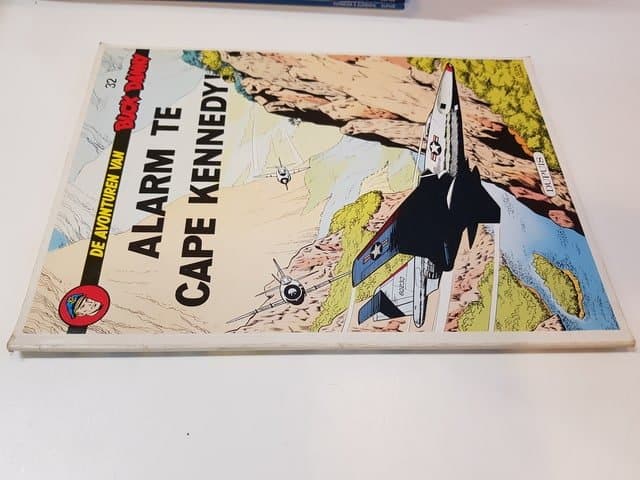 DE AVONTUREN VAN
BUCK DANNY
32
ALARM TE
CAPE KENNEDY!
DUPUIS